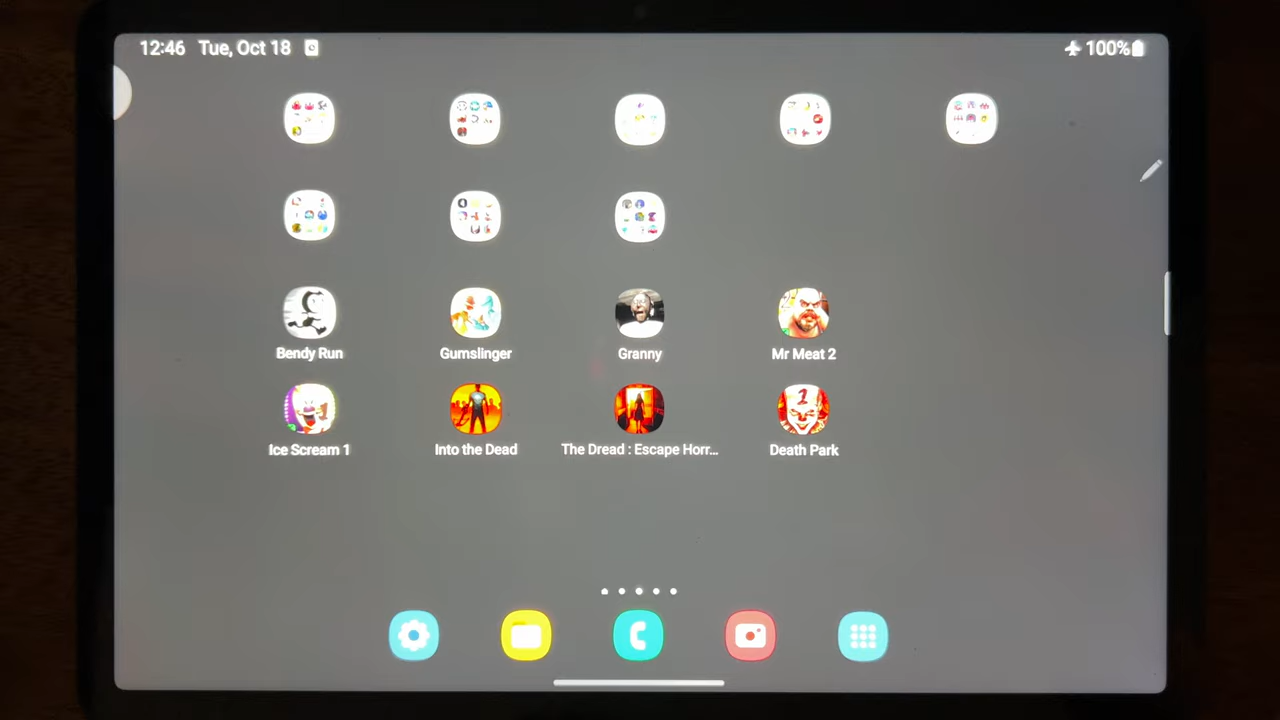 12:46 Tue, Oct 18 100%
Bendy Run Gumslinger Granny Mr Meat 2
Ice Scream 1 Into the Dead The Dread : Escape Horr... Death Park